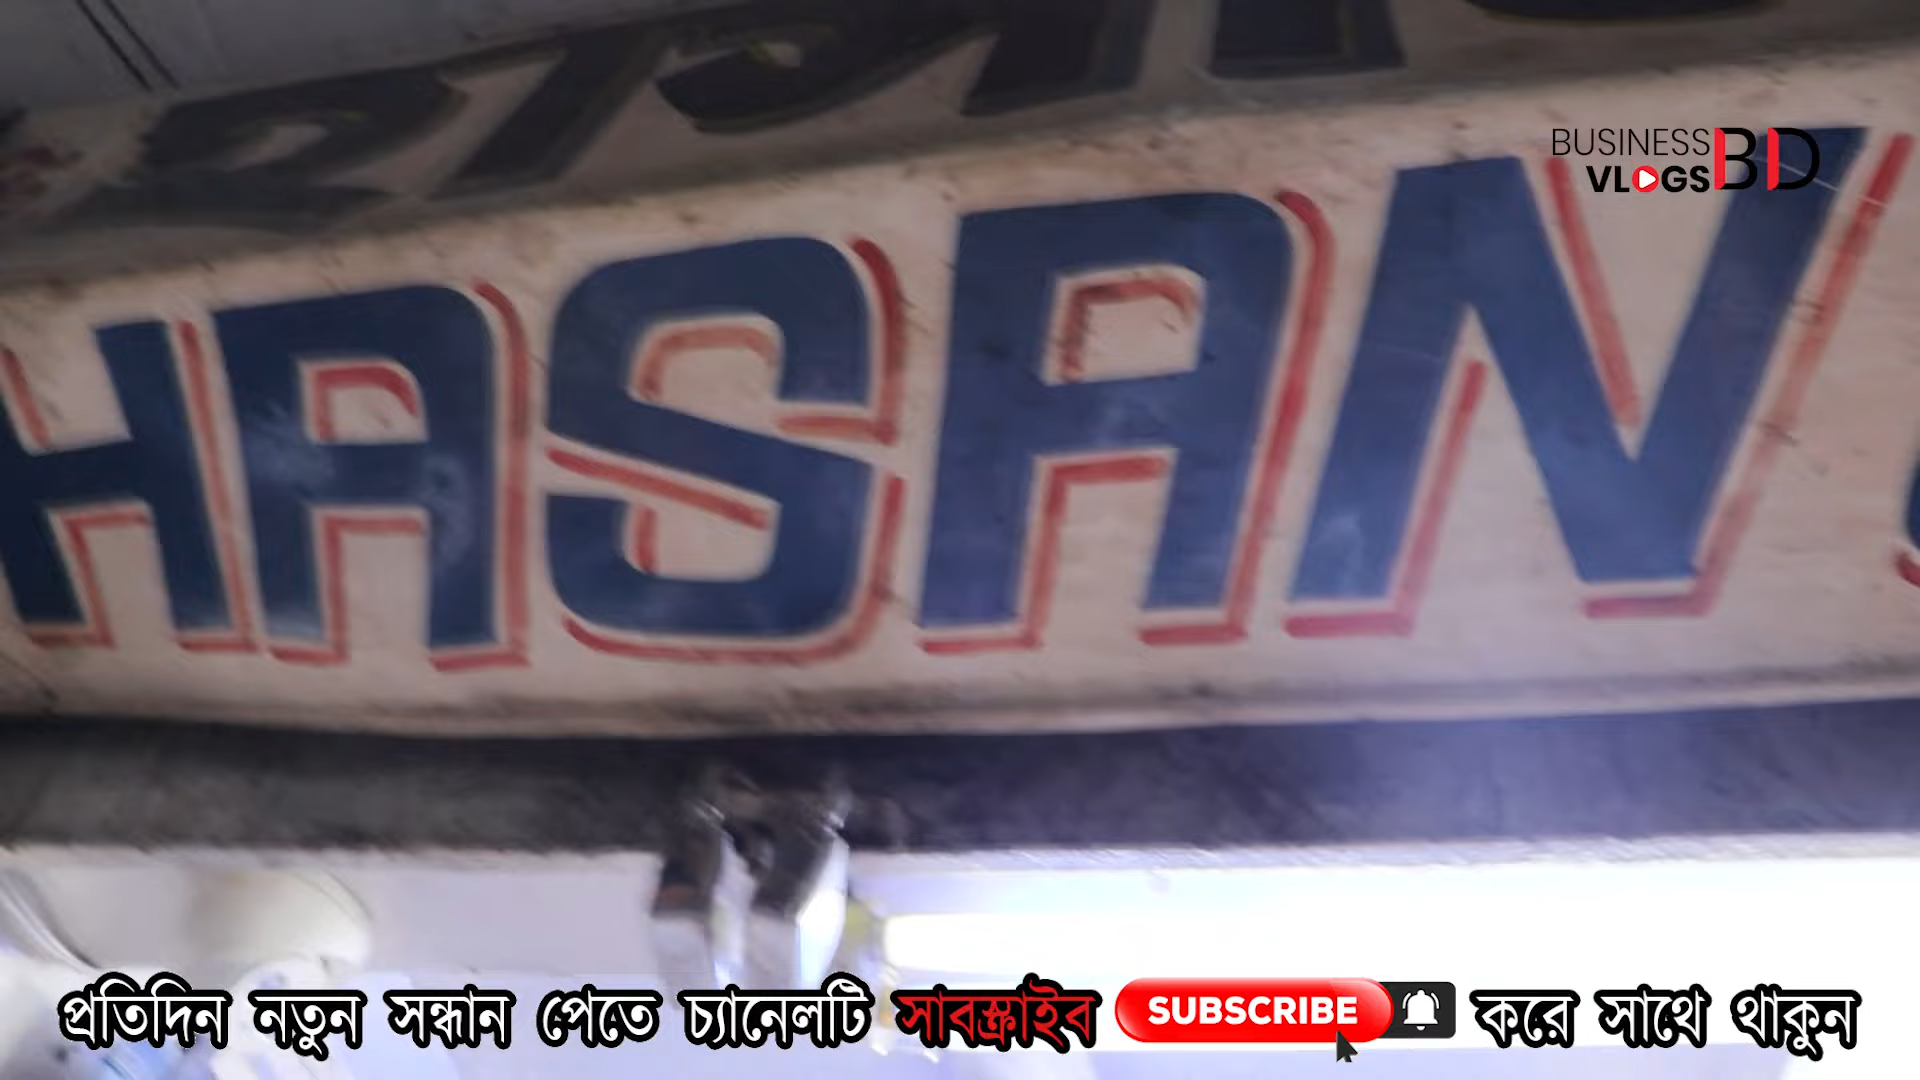 BUSINESS BD
VLOGS
HASAN
প্রতিদিন নতুন সন্ধান পেতে চ্যানেলটি সাবস্ক্রাইব SUBSCRIBE করে সাথে থাকুন